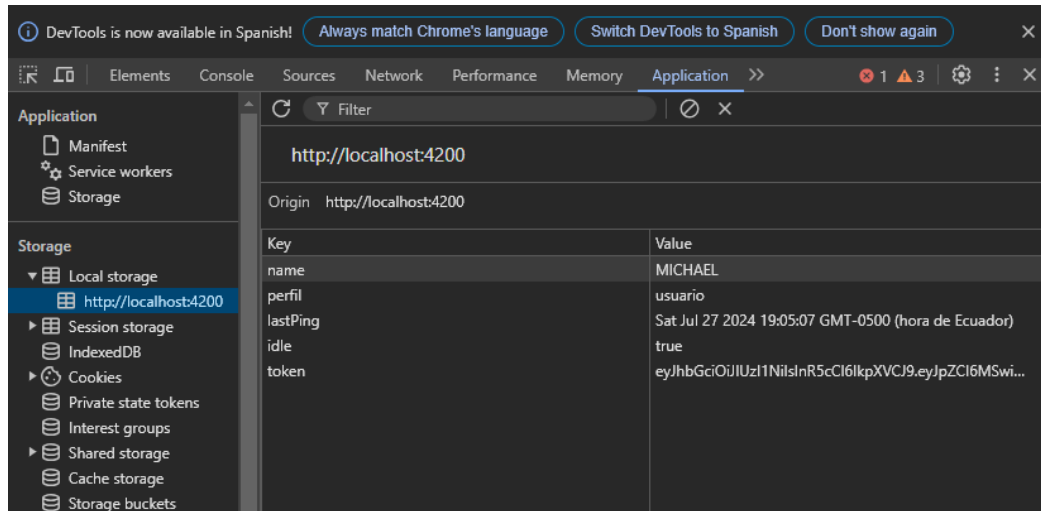 DevTools is now available in Spanish! Always match Chrome's language Switch DevTools to Spanish Don't show again
Elements Console Sources Network Performance Memory Application 1 3
Application
Manifest
Service workers
Storage
Storage
Local storage
http://localhost:4200
Session storage
IndexedDB
Cookies
Private state tokens
Interest groups
Shared storage
Cache storage
Storage buckets
Filter
http://localhost:4200
Origin http://localhost:4200
Key Value
name MICHAEL
perfil usuario
lastPing Sat Jul 27 2024 19:05:07 GMT-0500 (hora de Ecuador)
idle true
token eyJhbGciOiJIUzI1NiIsInR5cCI6IkpXVCJ9.eyJpZCI6MSwi...